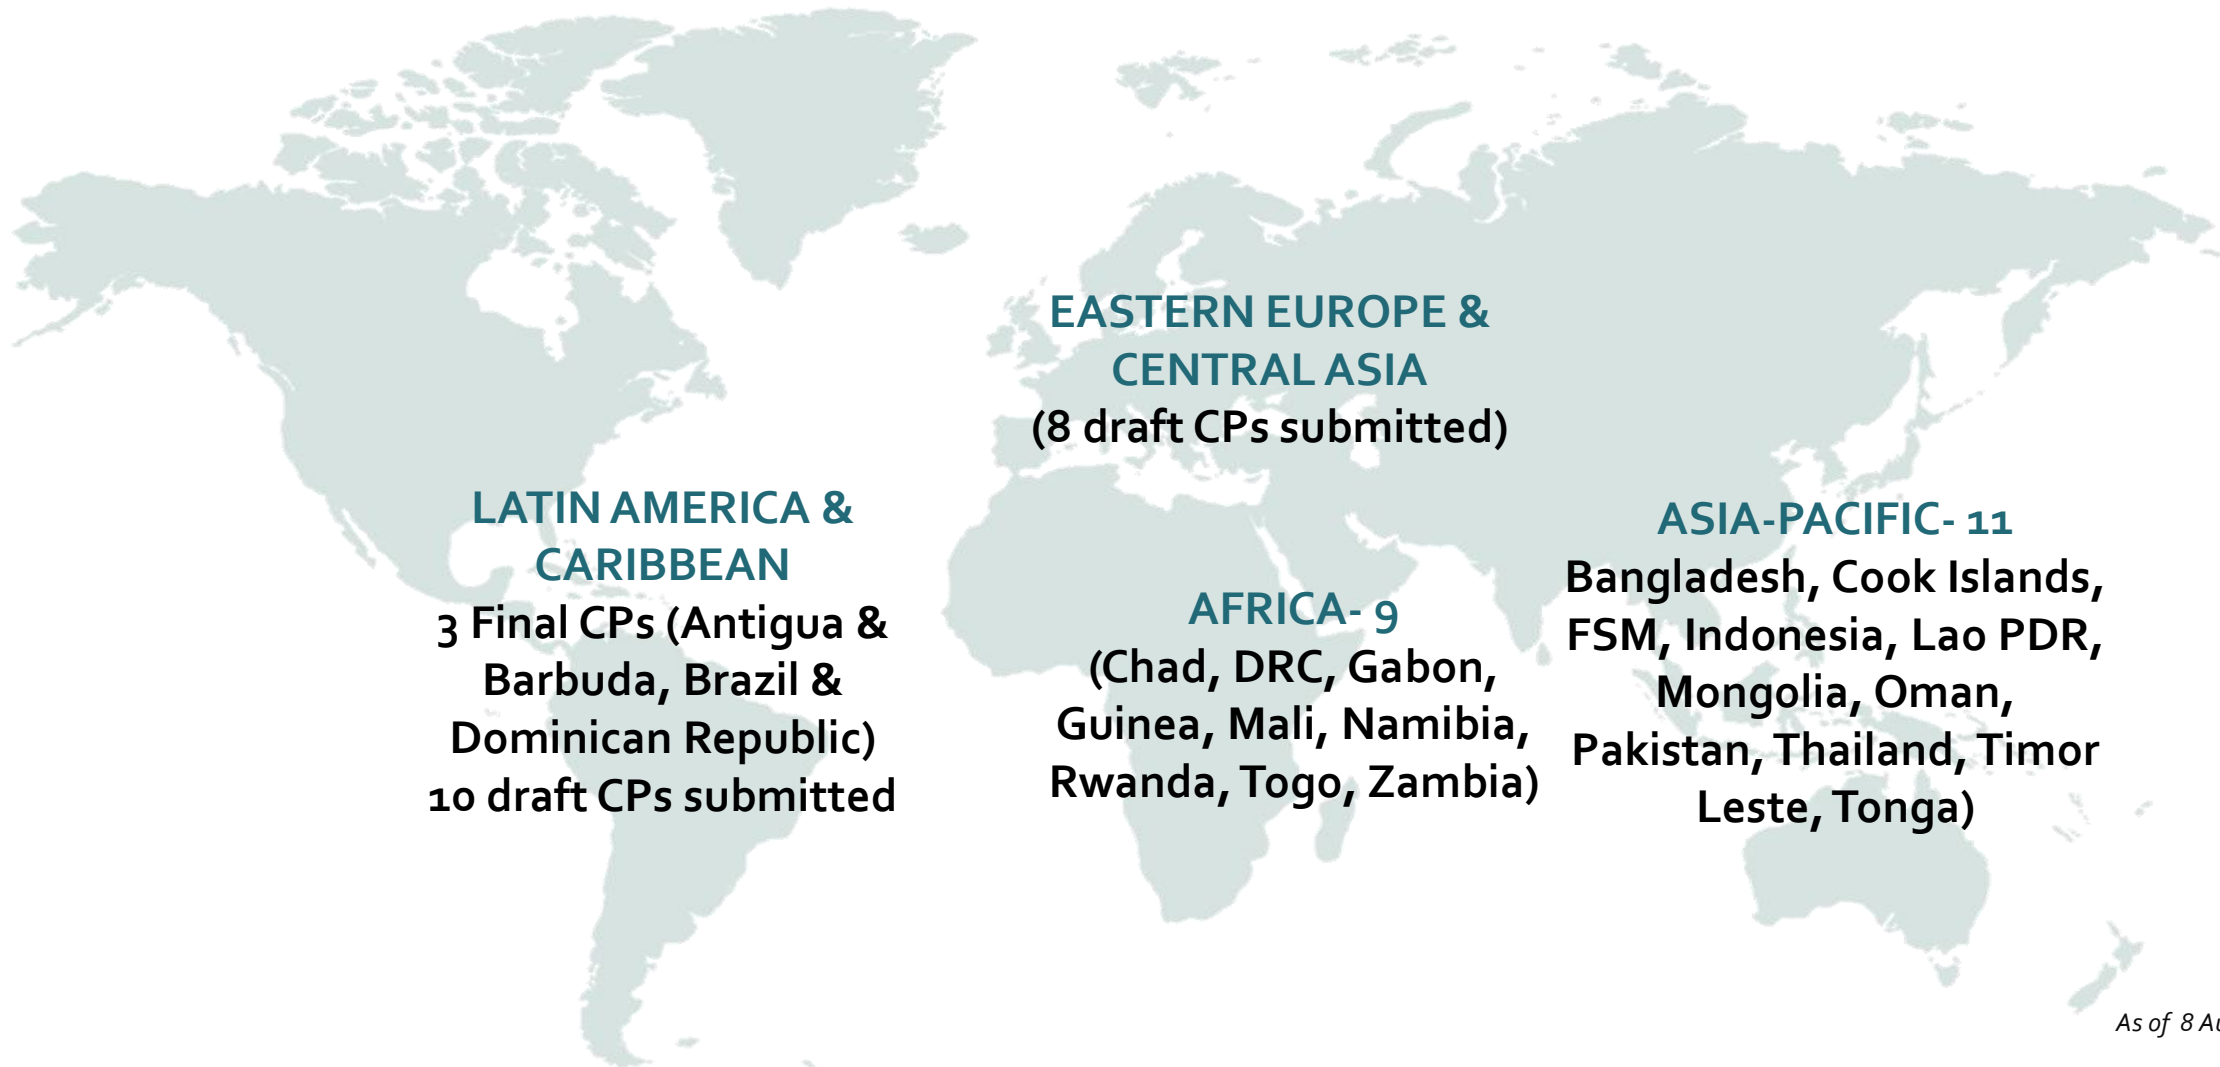 EASTERN EUROPE &
CENTRAL ASIA
(8 draft CPs submitted)
LATIN AMERICA &
CARIBBEAN
3 Final CPs (Antigua &
Barbuda, Brazil &
Dominican Republic)
10 draft CPs submitted
AFRICA- 9
(Chad, DRC, Gabon,
Guinea, Mali, Namibia,
Rwanda, Togo, Zambia)
ASIA-PACIFIC- 11
Bangladesh, Cook Islands,
FSM, Indonesia, Lao PDR,
Mongolia, Oman,
Pakistan, Thailand, Timor
Leste, Tonga)
As of 8